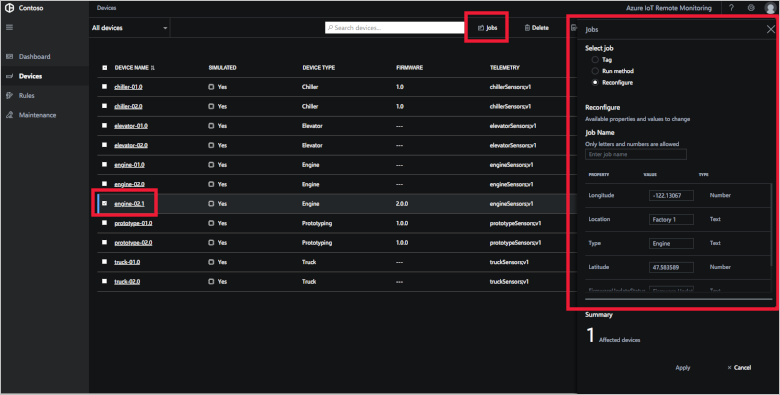 Contoso
Devices
Azure IoT Remote Monitoring
?
All devices
Search devices...
Jobs
Delete
Dashboard
Devices
Rules
Maintenance
DEVICE NAME
SIMULATED
DEVICE TYPE
FIRMWARE
TELEMETRY
chiller-01.0 Yes Chiller 1.0 chillerSensors;v1
chiller-02.0 Yes Chiller 1.0 chillerSensors;v1
elevator-01.0 Yes Elevator --- elevatorSensors;v1
elevator-02.0 Yes Elevator --- elevatorSensors;v1
engine-01.0 Yes Engine --- engineSensors;v1
engine-02.0 Yes Engine --- engineSensors;v1
engine-02.1 Yes Engine 2.0.0 engineSensors;v1
prototype-01.0 Yes Prototyping 1.0.0 prototypeSensors;v1
prototype-02.0 Yes Prototyping 1.0.0 prototypeSensors;v1
truck-01.0 Yes Truck --- truckSensors;v1
truck-02.0 Yes Truck --- truckSensors;v1
Jobs
Select job
Tag
Run method
Reconfigure
Reconfigure
Available properties and values to change
Job Name
Only letters and numbers are allowed
Enter job name
PROPERTY VALUE TYPE
Longitude -122.13067 Number
Location Factory 1 Text
Type Engine Text
Latitude 47.583589 Number
Summary
1 Affected devices
Apply
× Cancel